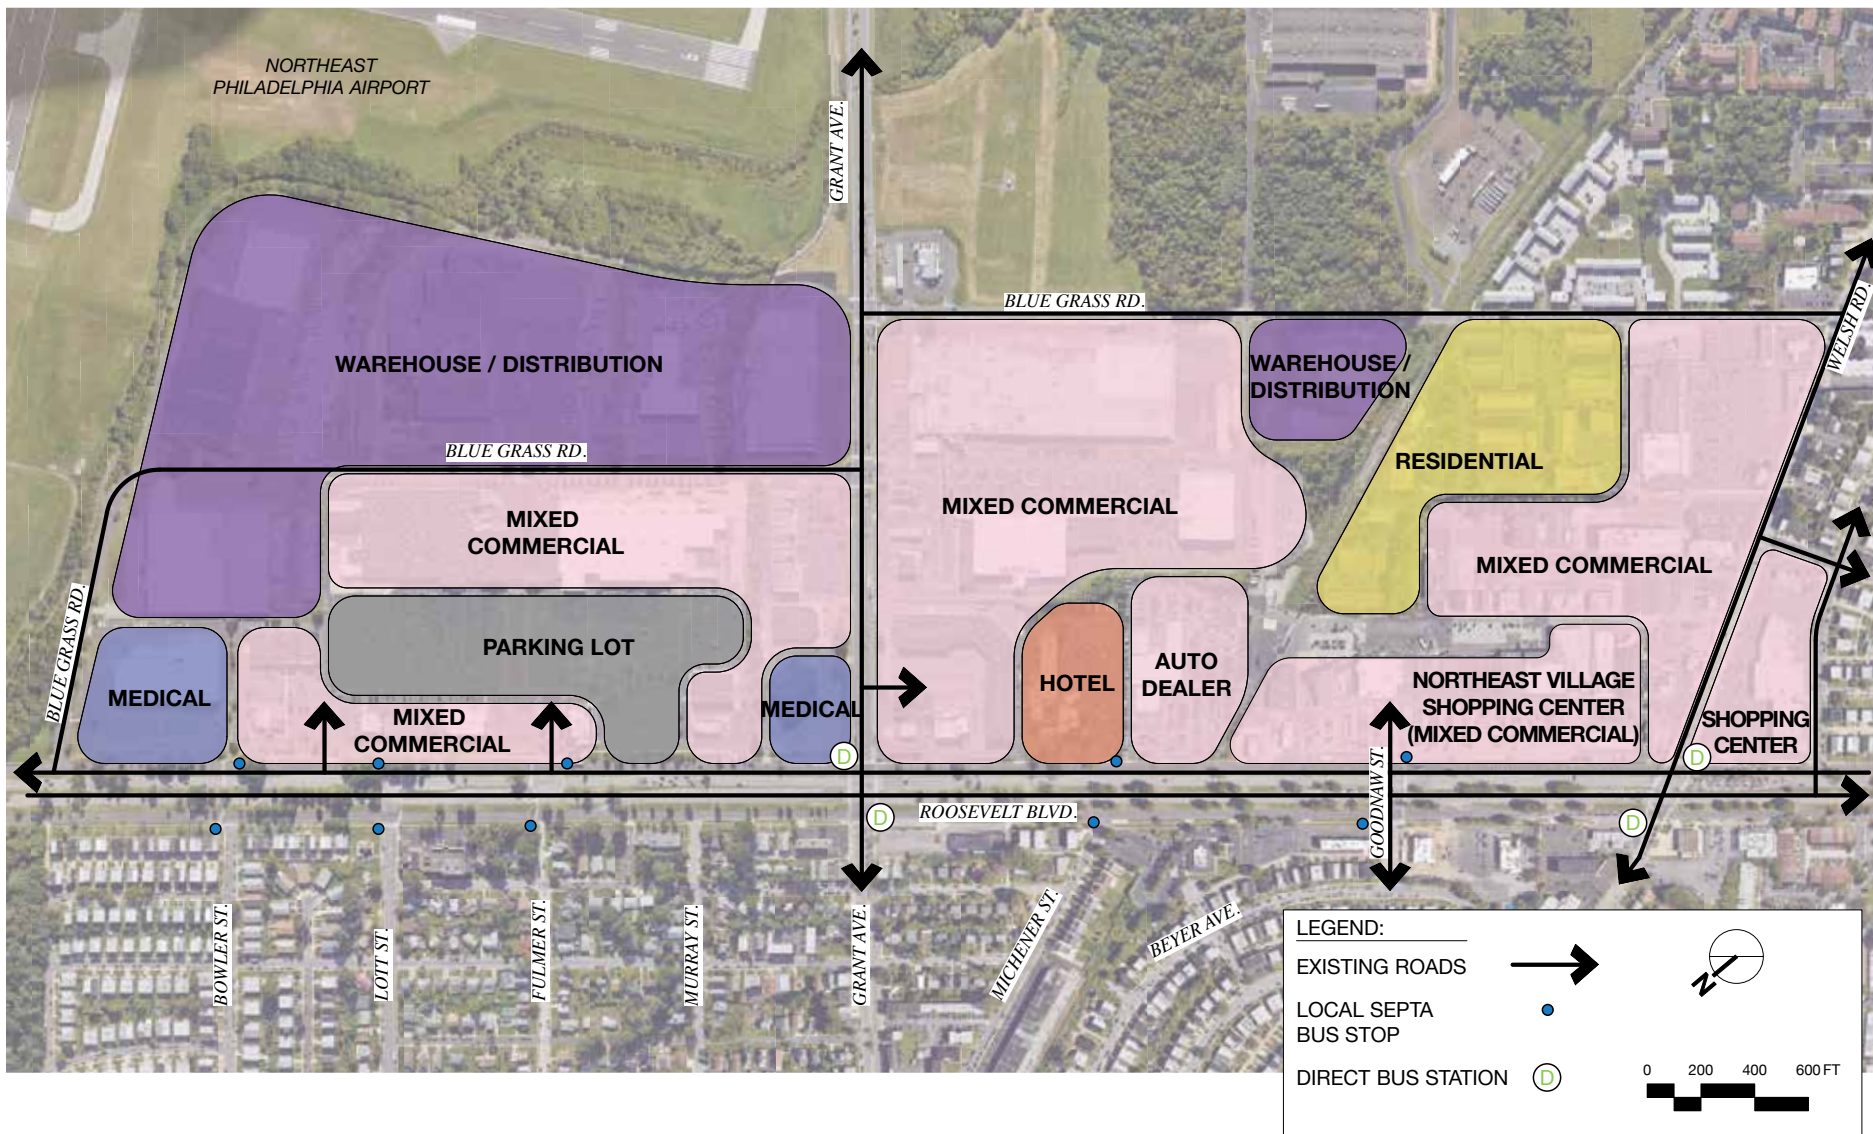 NORTHEAST
PHILADELPHIA AIRPORT
GRANT AVE.
BLUE GRASS RD.
WELSH RD.
WAREHOUSE / DISTRIBUTION
WAREHOUSE /
DISTRIBUTION
BLUE GRASS RD.
RESIDENTIAL
MIXED
COMMERCIAL
MIXED COMMERCIAL
MIXED COMMERCIAL
BLUE GRASS RD.
PARKING LOT
MEDICAL
MIXED
COMMERCIAL
MEDICAL
HOTEL
AUTO
DEALER
NORTHEAST VILLAGE
SHOPPING CENTER
(MIXED COMMERCIAL)
SHOPPING
CENTER
D
D
D
D
ROOSEVELT BLVD.
GOODNAW ST.
BOWLER ST.
LOTT ST.
FULMER ST.
MURRAY ST.
GRANT AVE.
MICHENER ST.
BEYER AVE.
LEGEND:
EXISTING ROADS
N
LOCAL SEPTA
BUS STOP
DIRECT BUS STATION
D
0 200 400 600 FT